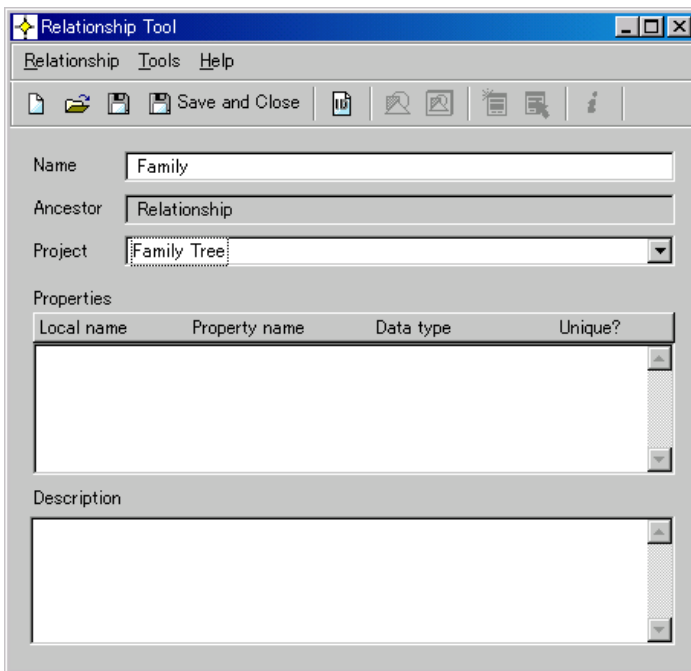 Relationship Tool
Relationship Tools Help
Save and Close ID i
Name Family
Ancestor Relationship
Project Family Tree
Properties
Local name Property name Data type Unique?
Description